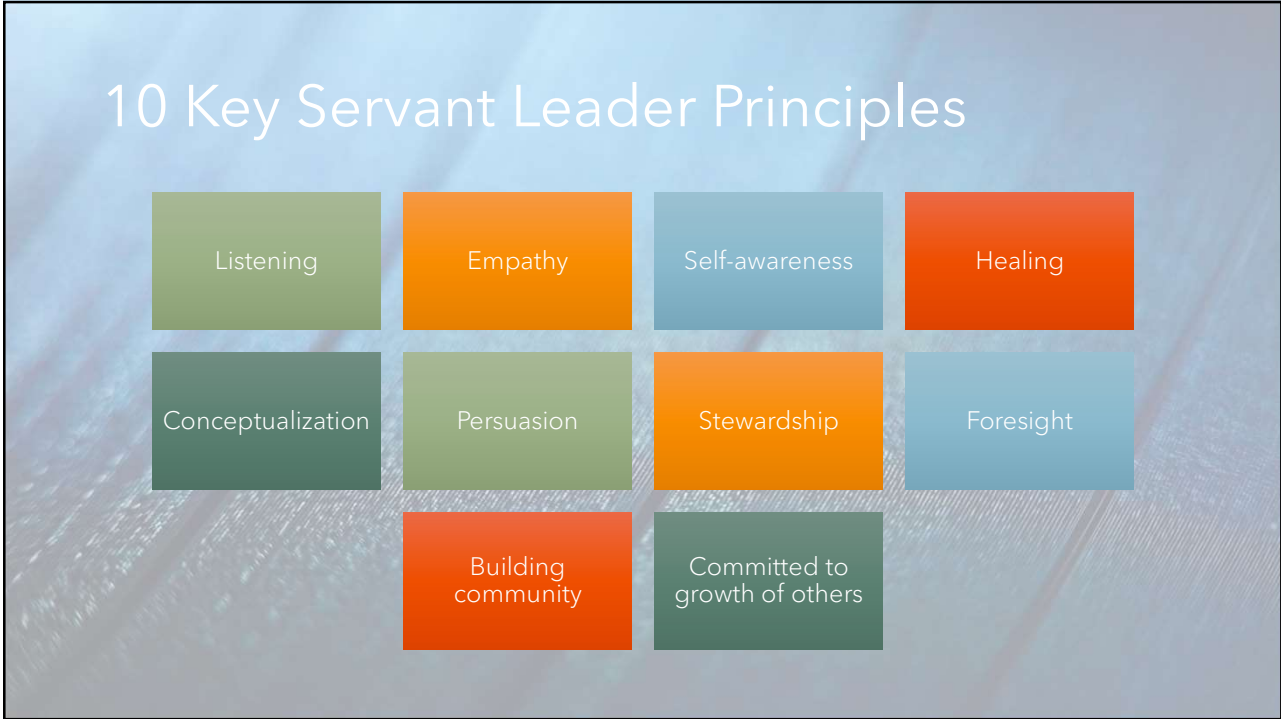 10 Key Servant Leader Principles
Listening
Empathy
Self-awareness
Healing
Conceptualization
Persuasion
Stewardship
Foresight
Building
community
Committed to
growth of others